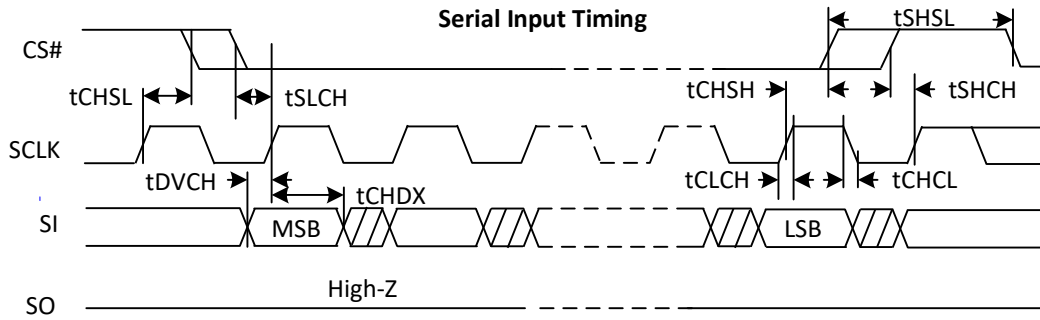 Serial Input Timing
tSHSL
CS#
tCHSL
tSLCH
tCHSH
tSHCH
SCLK
tDVCH
tCHDX
tCLCH
tCHCL
SI
MSB
LSB
High-Z
SO